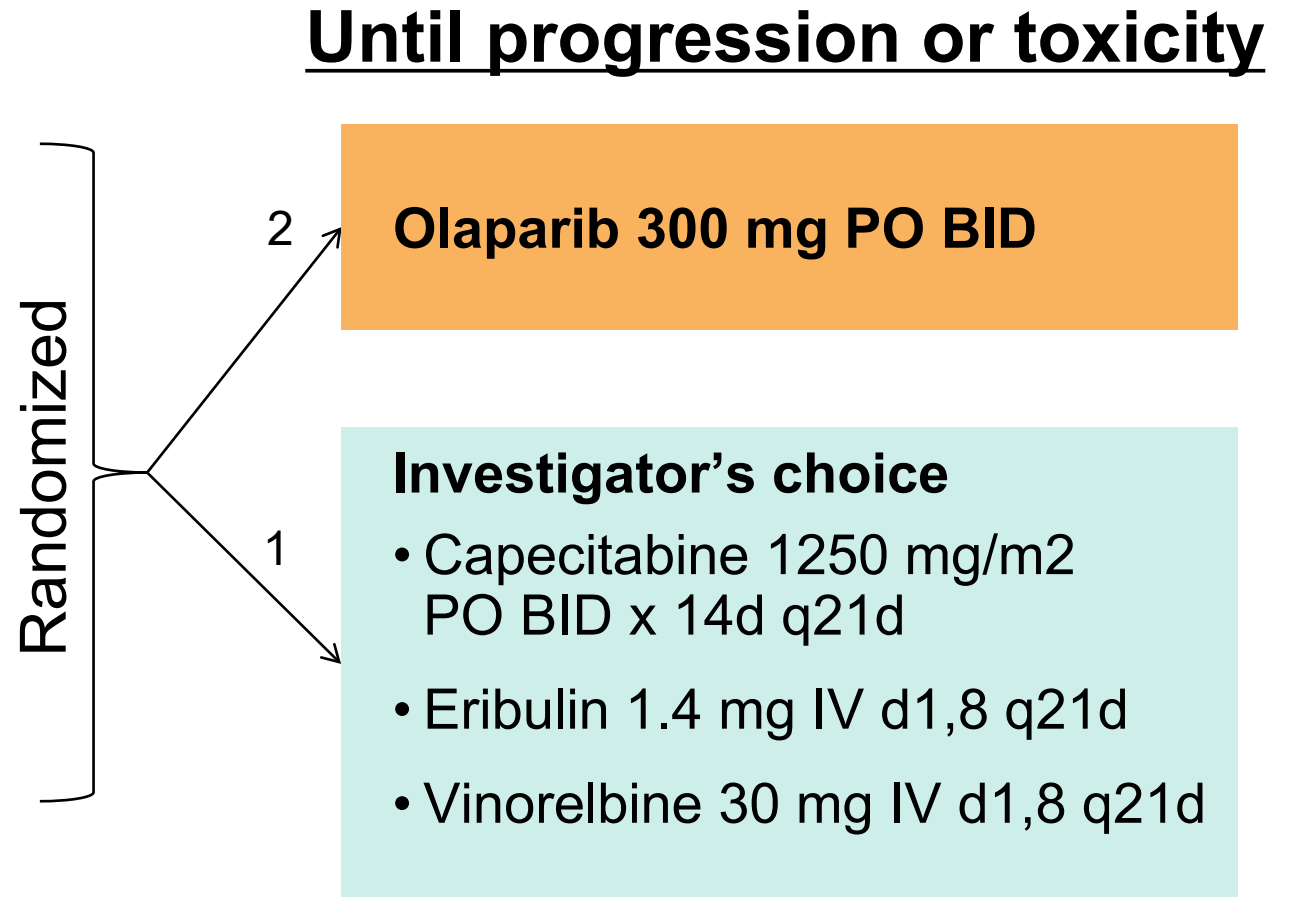 Until progression or toxicity
Randomized
2
Olaparib 300 mg PO BID
1
Investigator’s choice
• Capecitabine 1250 mg/m2
PO BID x 14d q21d
• Eribulin 1.4 mg IV d1,8 q21d
• Vinorelbine 30 mg IV d1,8 q21d